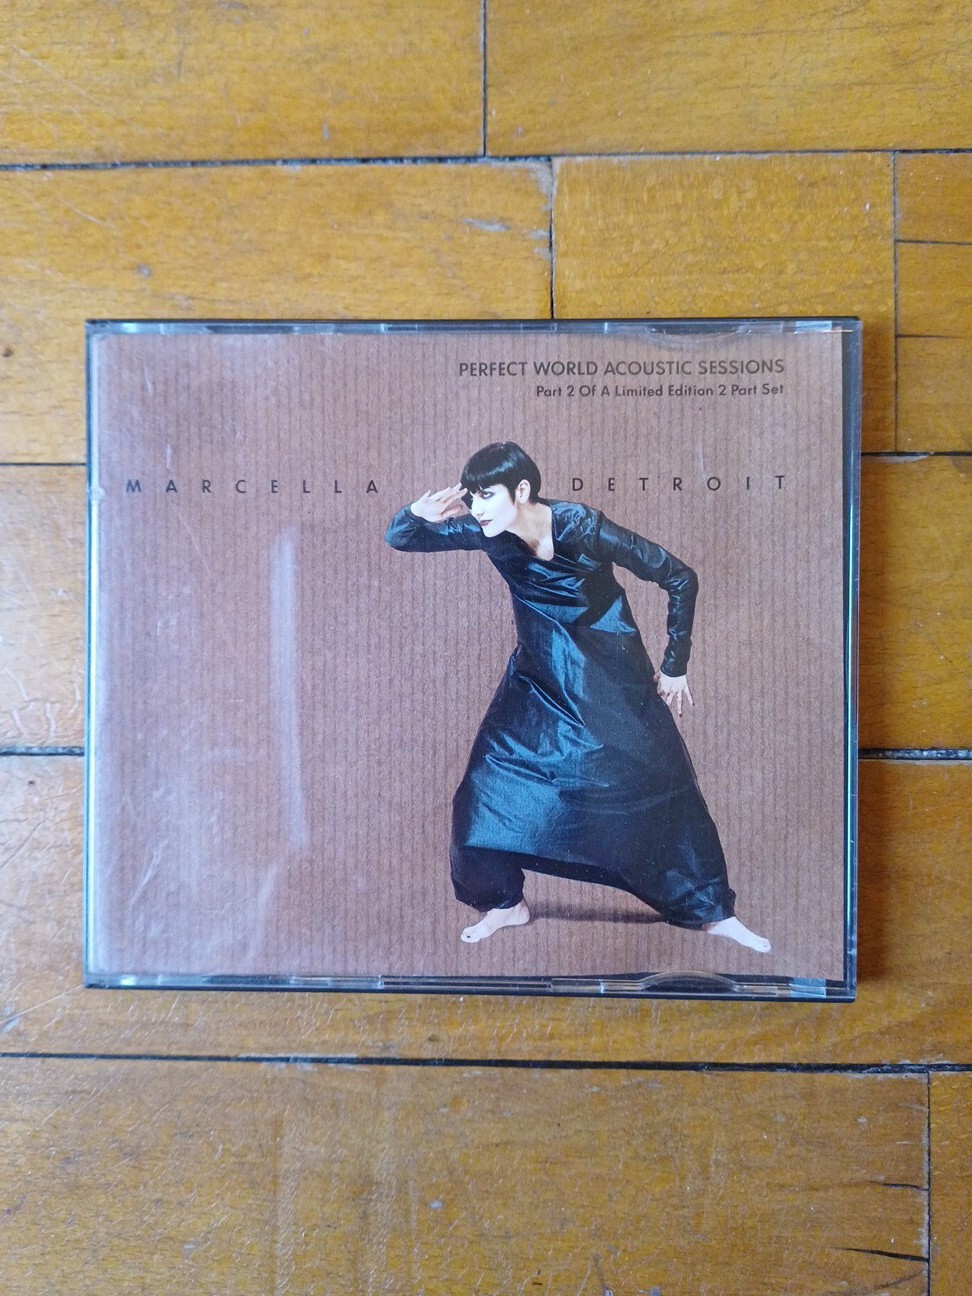 PERFECT WORLD ACOUSTIC SESSIONS
Part 2 Of A Limited Edition 2 Part Set
MARCELLA DETROIT